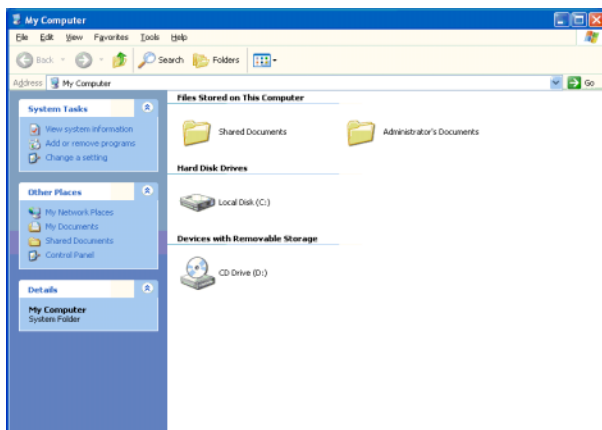 My Computer
File Edit View Favorites Tools Help
Back Search Folders
Address My Computer Go
System Tasks
View system information
Add or remove programs
Change a setting
Other Places
My Network Places
My Documents
Shared Documents
Control Panel
Details
My Computer
System Folder
Files Stored on This Computer
Shared Documents Administrator's Documents
Hard Disk Drives
Local Disk (C:)
Devices with Removable Storage
CD Drive (D:)